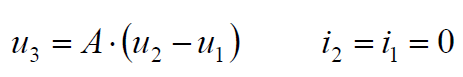 u₃ = A·(u₂ − u₁)    i₂ = i₁ = 0